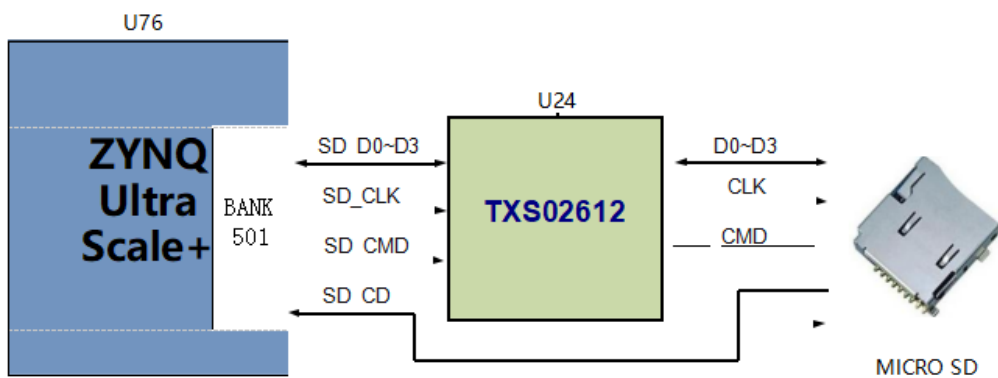 U76
U24
ZYNQ
Ultra
Scale+
BANK
501
SD D0~D3
SD_CLK
SD CMD
SD CD
TXS02612
D0~D3
CLK
CMD
MICRO SD